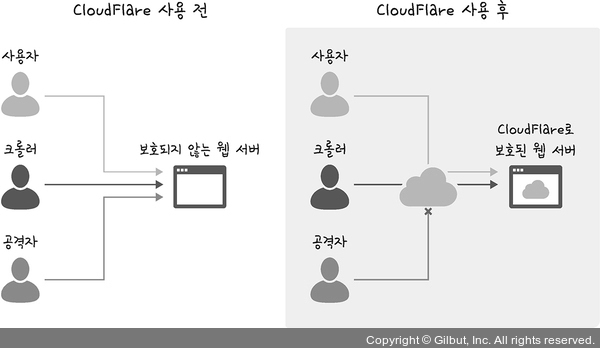 CloudFlare 사용 전
사용자
크롤러
보호되지 않는 웹 서버
공격자
CloudFlare 사용 후
사용자
크롤러
CloudFlare로
보호된 웹 서버
공격자
Copyright © Gilbut, Inc. All rights reserved.